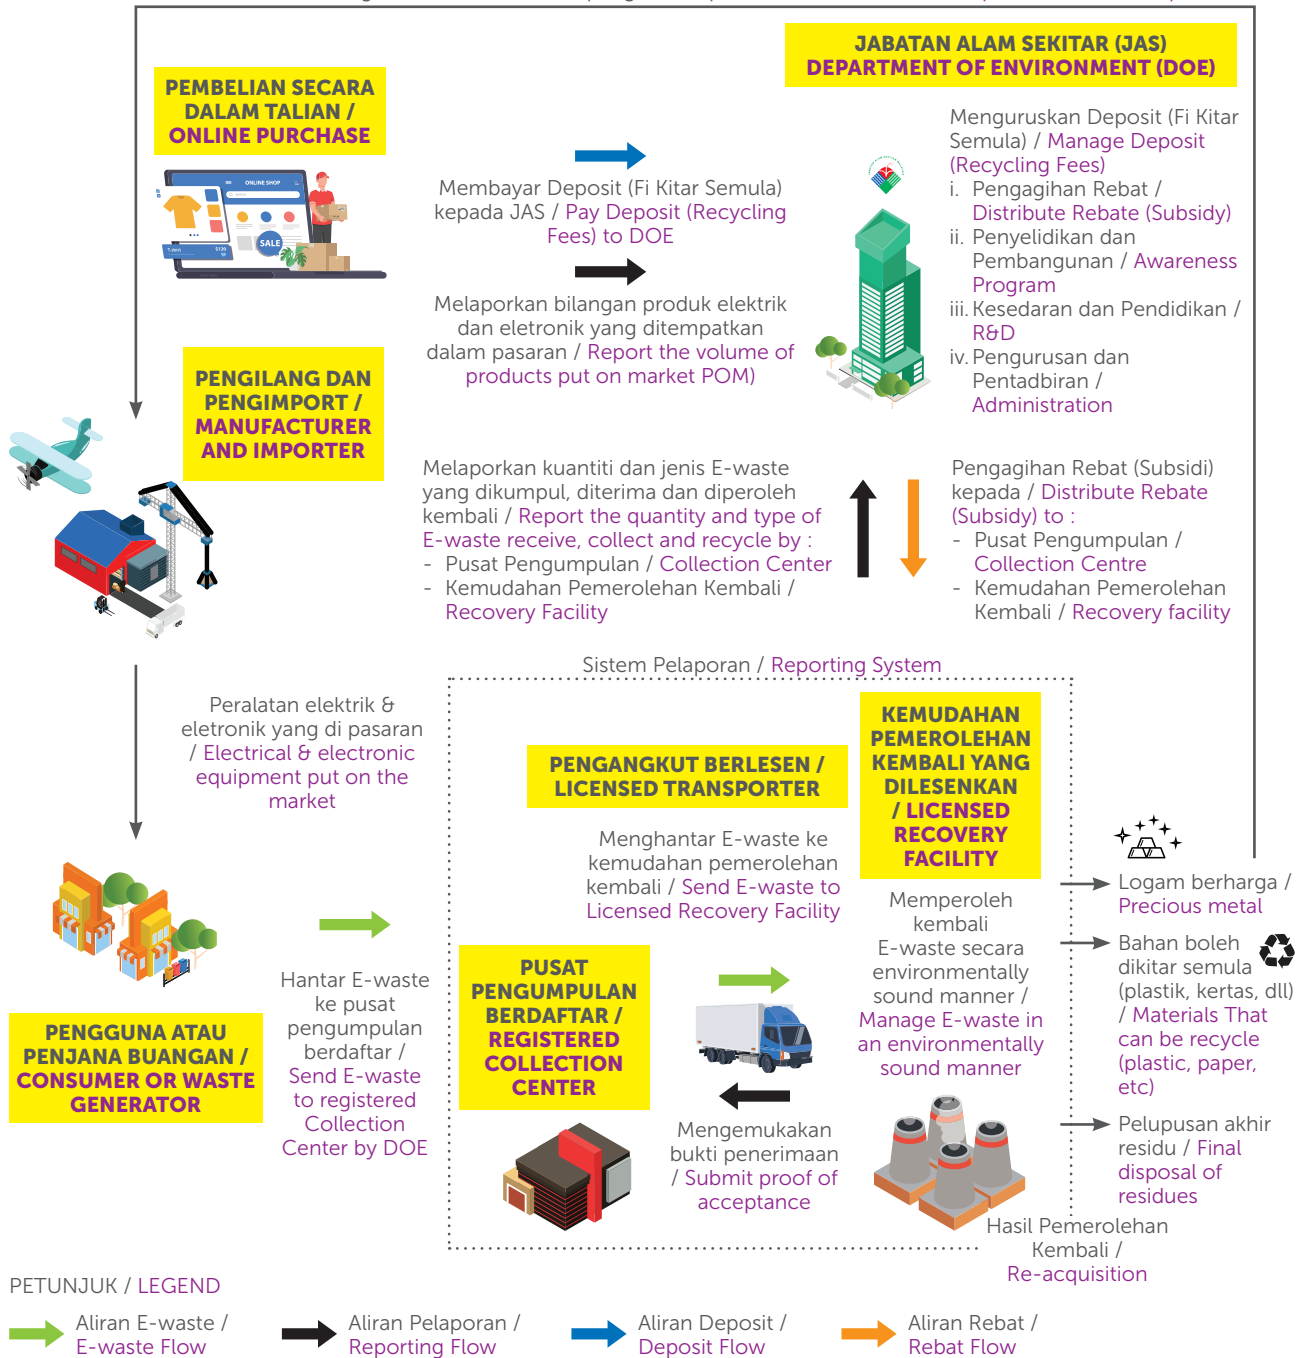 JABATAN ALAM SEKITAR (JAS)
DEPARTMENT OF ENVIRONMENT (DOE)
PEMBELIAN SECARA
DALAM TALIAN /
ONLINE PURCHASE
ONLINE SHOP
SALE
T-shirt
$120
Membayar Deposit (Fi Kitar Semula)
kepada JAS / Pay Deposit (Recycling
Fees) to DOE
Melaporkan bilangan produk elektrik
dan eletronik yang ditempatkan
dalam pasaran / Report the volume of
products put on market POM)
Menguruskan Deposit (Fi Kitar
Semula) / Manage Deposit
(Recycling Fees)
i. Pengagihan Rebat /
Distribute Rebate (Subsidy)
ii. Penyelidikan dan
Pembangunan / Awareness
Program
iii. Kesedaran dan Pendidikan /
R&D
iv. Pengurusan dan
Pentadbiran /
Administration
PENGILANG DAN
PENGIMPORT /
MANUFACTURER
AND IMPORTER
Melaporkan kuantiti dan jenis E-waste
yang dikumpul, diterima dan diperoleh
kembali / Report the quantity and type of
E-waste receive, collect and recycle by :
- Pusat Pengumpulan / Collection Center
- Kemudahan Pemerolehan Kembali /
Recovery Facility
Pengagihan Rebat (Subsidi)
kepada / Distribute Rebate
(Subsidy) to :
- Pusat Pengumpulan /
Collection Centre
- Kemudahan Pemerolehan
Kembali / Recovery facility
Peralatan elektrik &
eletronik yang di pasaran
/ Electrical & electronic
equipment put on the
market
Sistem Pelaporan / Reporting System
PENGANGKUT BERLESEN /
LICENSED TRANSPORTER
Menghantar E-waste ke
kemudahan pemerolehan
kembali / Send E-waste to
Licensed Recovery Facility
KEMUDAHAN
PEMEROLEHAN
KEMBALI YANG
DILESENKAN
/ LICENSED
RECOVERY
FACILITY
Memperoleh
kembali
E-waste secara
environmentally
sound manner /
Manage E-waste in
an environmentally
sound manner
Logam berharga /
Precious metal
Bahan boleh
dikitar semula
(plastik, kertas, dll)
/ Materials That
can be recycle
(plastic, paper,
etc)
Pelupusan akhir
residu / Final
disposal of
residues
PENGGUNA ATAU
PENJANA BUANGAN /
CONSUMER OR WASTE
GENERATOR
Hantar E-waste
ke pusat
pengumpulan
berdaftar /
Send E-waste
to registered
Collection
Center by DOE
PUSAT
PENGUMPULAN
BERDAFTAR /
REGISTERED
COLLECTION
CENTER
Mengemukakan
bukti penerimaan
/ Submit proof of
acceptance
Hasil Pemerolehan
Kembali /
Re-acquisition
PETUNJUK / LEGEND
Aliran E-waste /
E-waste Flow
Aliran Pelaporan /
Reporting Flow
Aliran Deposit /
Deposit Flow
Aliran Rebat /
Rebat Flow